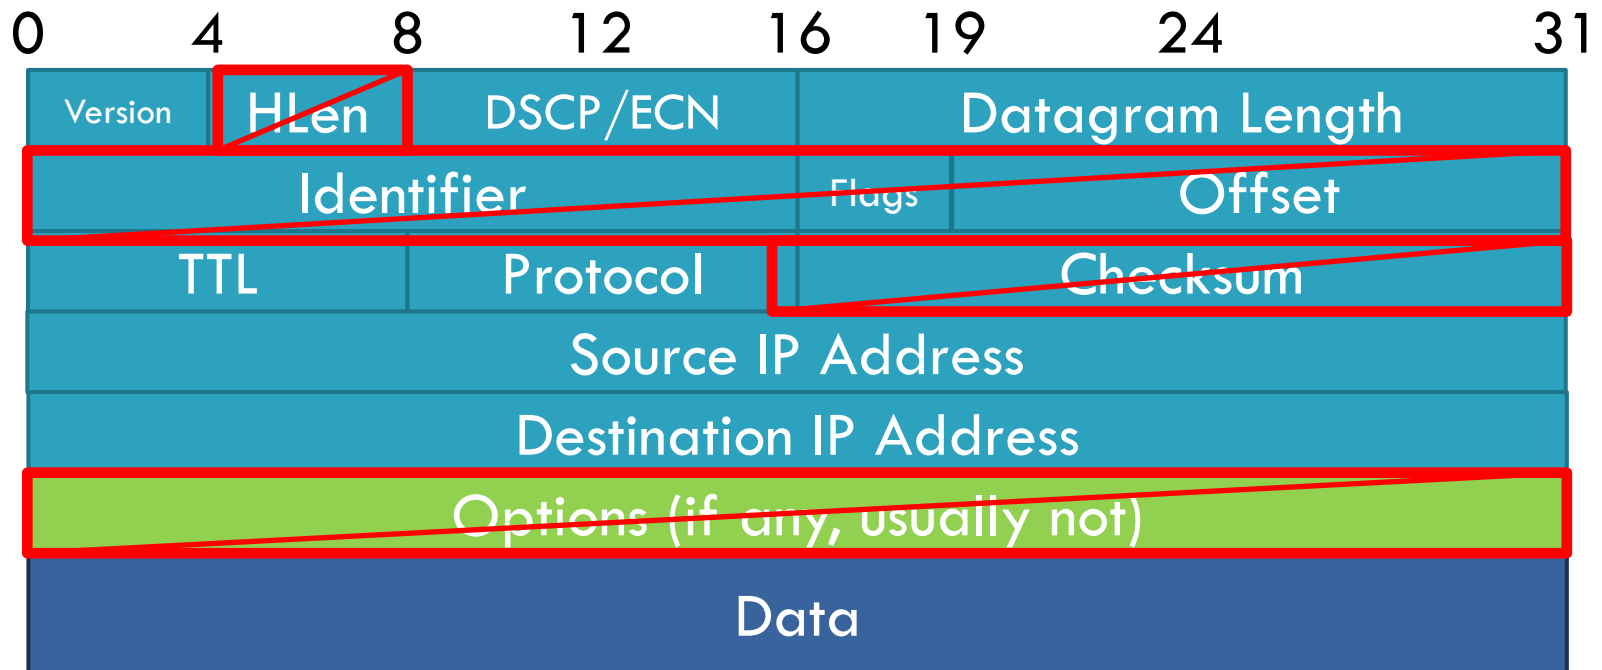 0 4 8 12 16 19 24 31
Version HLen DSCP/ECN Datagram Length
Identifier Flags Offset
TTL Protocol Checksum
Source IP Address
Destination IP Address
Options (if any, usually not)
Data